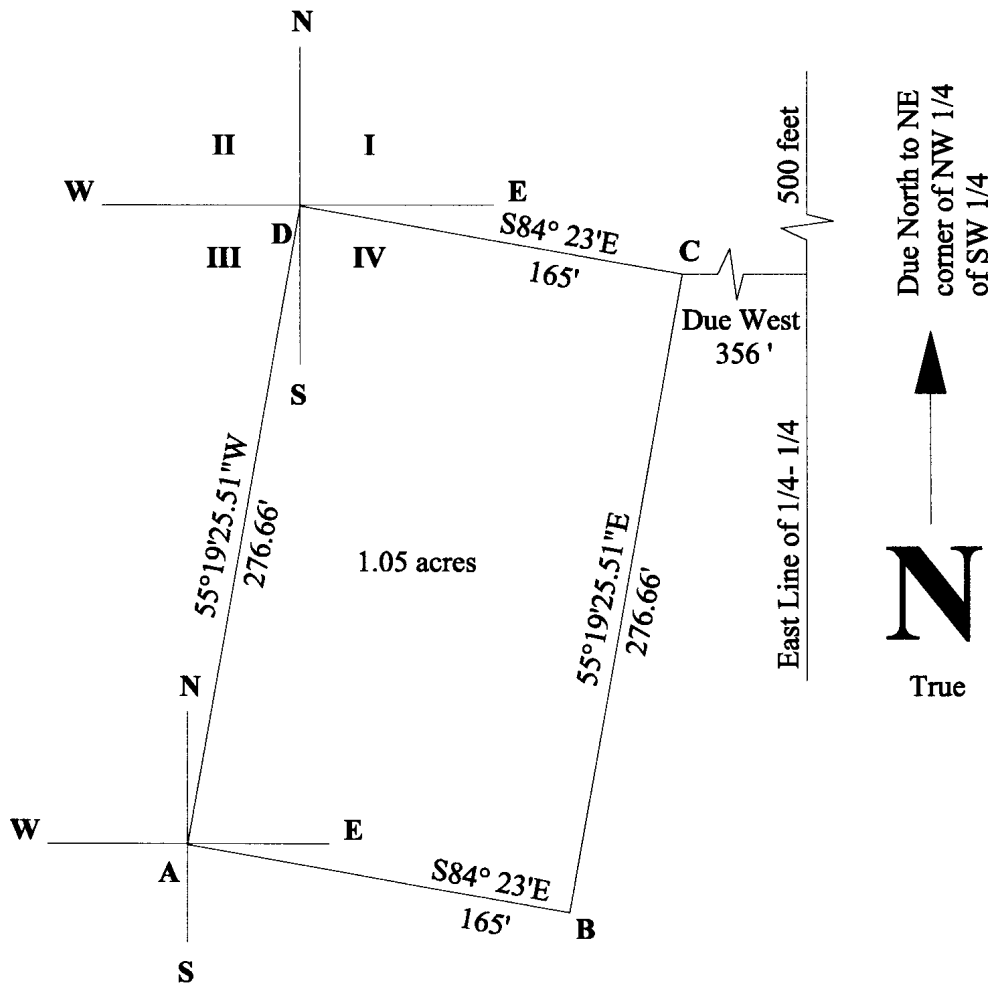 N
II
I
W
E
D
S84° 23'E
165'
C
III
IV
Due West
356 '
S
500 feet
East Line of 1/4- 1/4
Due North to NE
corner of NW 1/4
of SW 1/4
N
True
55°19'25.51"W
276.66'
1.05 acres
55°19'25.51"E
276.66'
N
W
E
A
S84° 23'E
165'
B
S